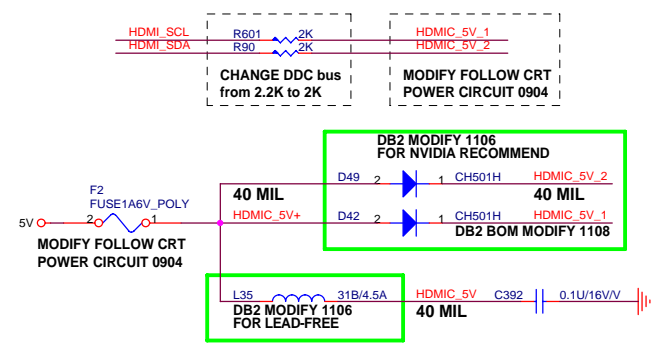 HDMI_SCL R601 2K HDMIC_5V_1
HDMI_SDA R90 2K HDMIC_5V_2
CHANGE DDC bus
from 2.2K to 2K
MODIFY FOLLOW CRT
POWER CIRCUIT 0904
DB2 MODIFY 1106
FOR NVIDIA RECOMMEND
D49 2 1 CH501H HDMIC_5V_2
40 MIL 40 MIL
F2
FUSE1A6V_POLY
5V 2 1 HDMIC_5V+ D42 2 1 CH501H HDMIC_5V_1
DB2 BOM MODIFY 1108
MODIFY FOLLOW CRT
POWER CIRCUIT 0904
L35 31B/4.5A HDMIC_5V C392 0.1U/16V/V
DB2 MODIFY 1106
FOR LEAD-FREE
40 MIL